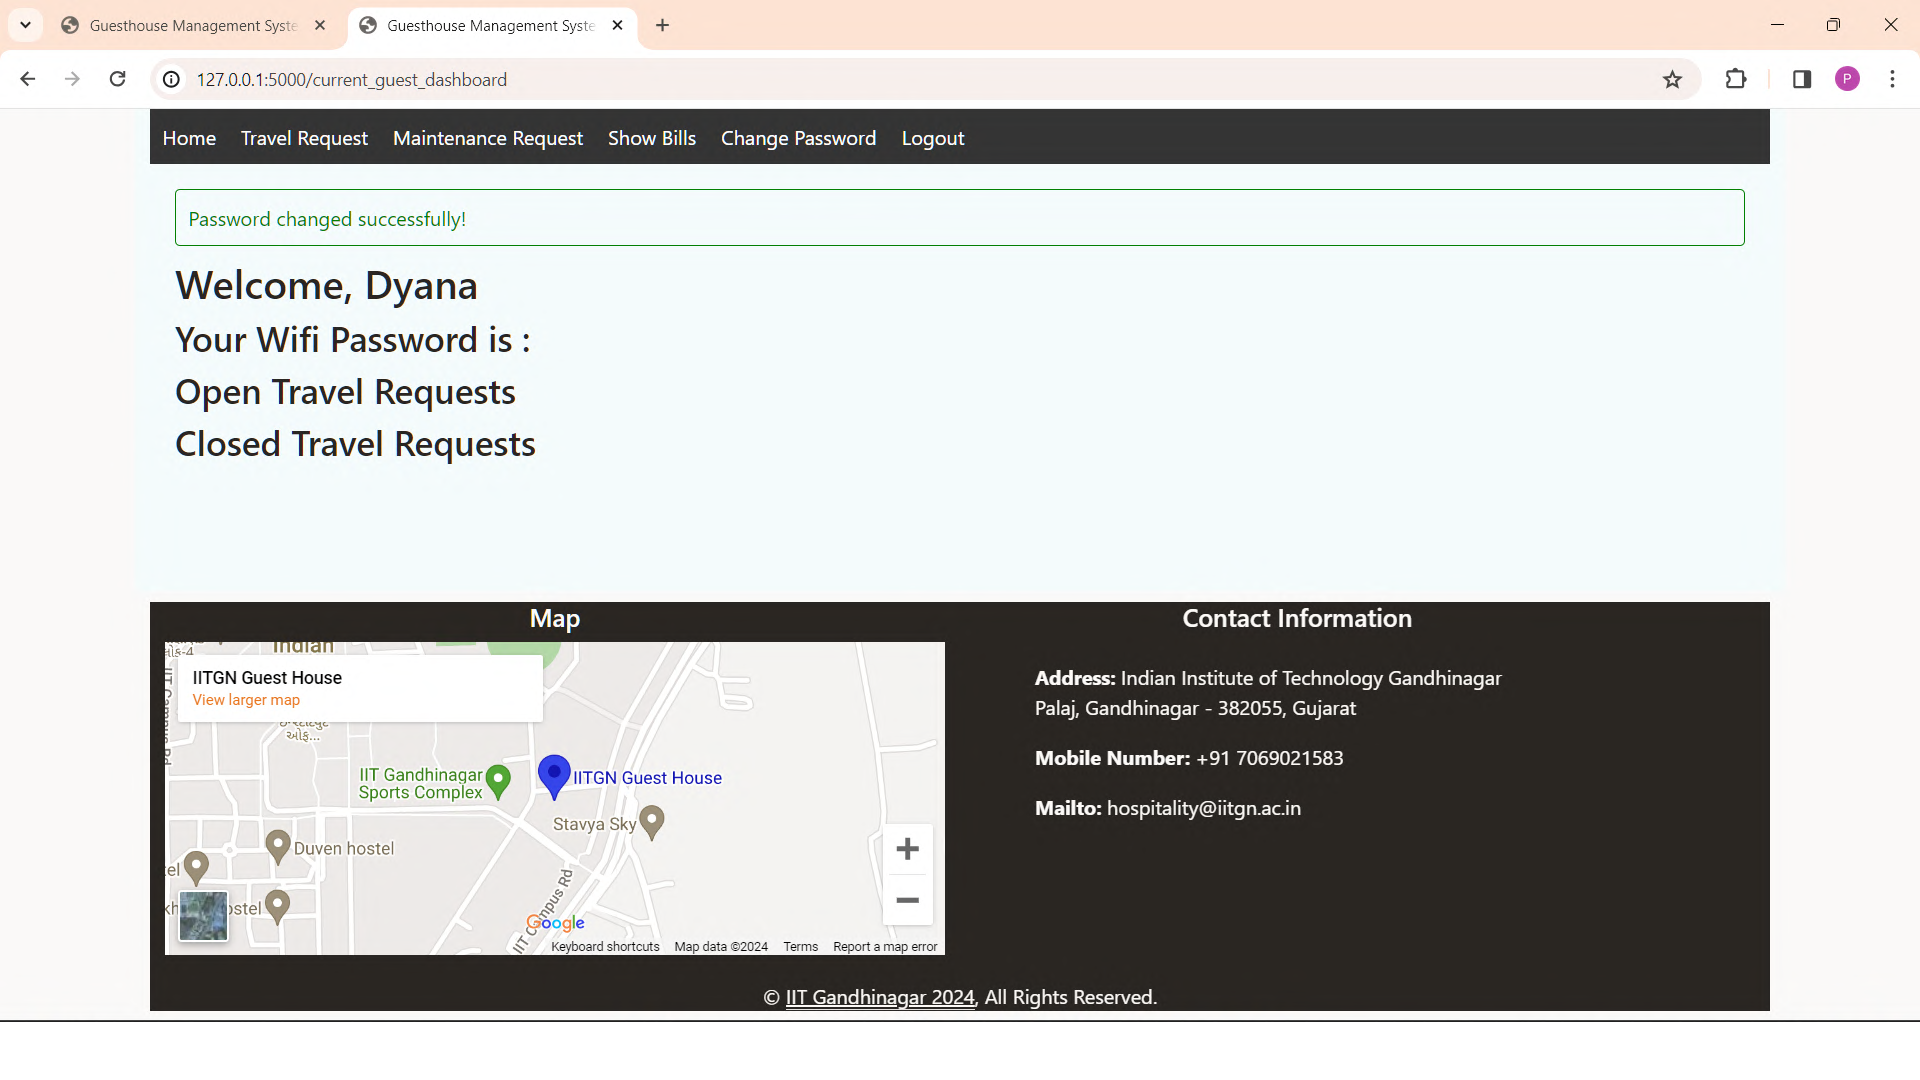 Guesthouse Management Syste
Guesthouse Management Syste
127.0.0.1:5000/current_guest_dashboard
P
Home Travel Request Maintenance Request Show Bills Change Password Logout
Password changed successfully!
Welcome, Dyana
Your Wifi Password is :
Open Travel Requests
Closed Travel Requests
Map
Indian
IITGN Guest House
View larger map
IIT Gandhinagar
Sports Complex
IITGN Guest House
Stavya Sky
Duven hostel
IIT Campus Rd
Google
Keyboard shortcuts Map data ©2024 Terms Report a map error
Contact Information
Address: Indian Institute of Technology Gandhinagar
Palaj, Gandhinagar - 382055, Gujarat
Mobile Number: +91 7069021583
Mailto: hospitality@iitgn.ac.in
© IIT Gandhinagar 2024, All Rights Reserved.